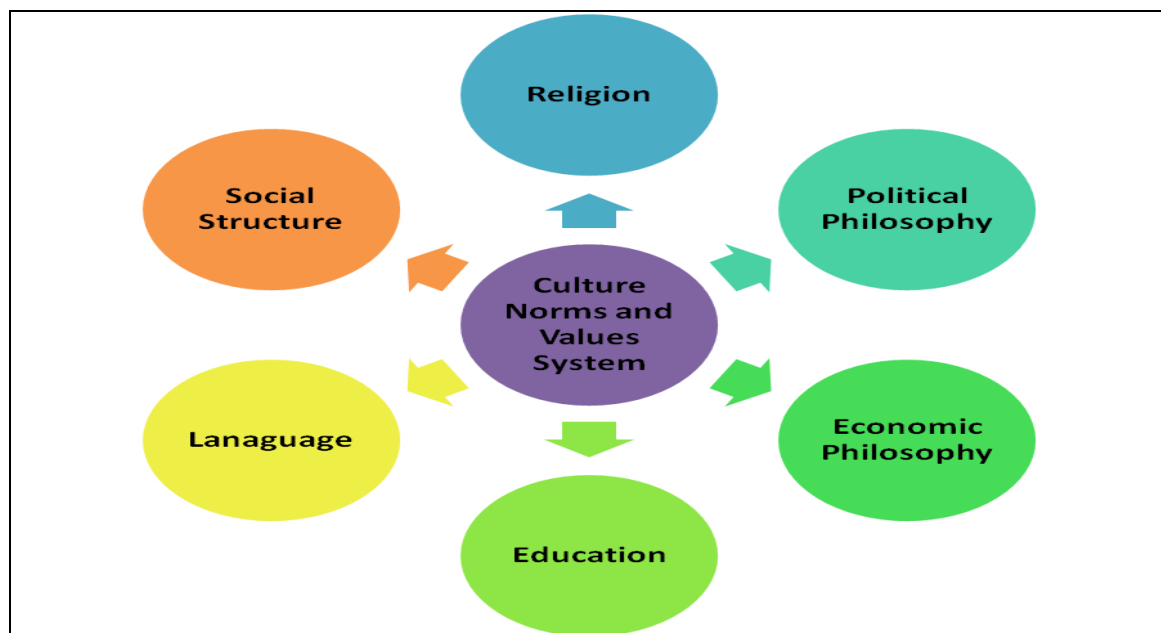 Religion
Social
Structure
Political
Philosophy
Culture
Norms and
Values
System
Lanaguage
Economic
Philosophy
Education